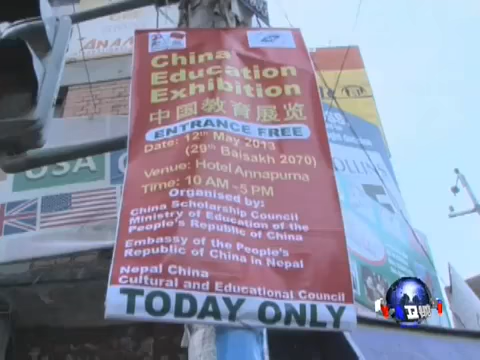 China
Education
Exhibition
中国教育展览
ENTRANCE FREE
Date: 12th May 2013
(29th Baisakh 2070)
Venue: Hotel Annapurna
Time: 10 AM - 5 PM
Organised by:
China Scholarship Council
Ministry of Education of the
People's Republic of China
Embassy of the People's
Republic of China in Nepal
Nepal China
Cultural and Educational Council
TODAY ONLY
USA
卫视